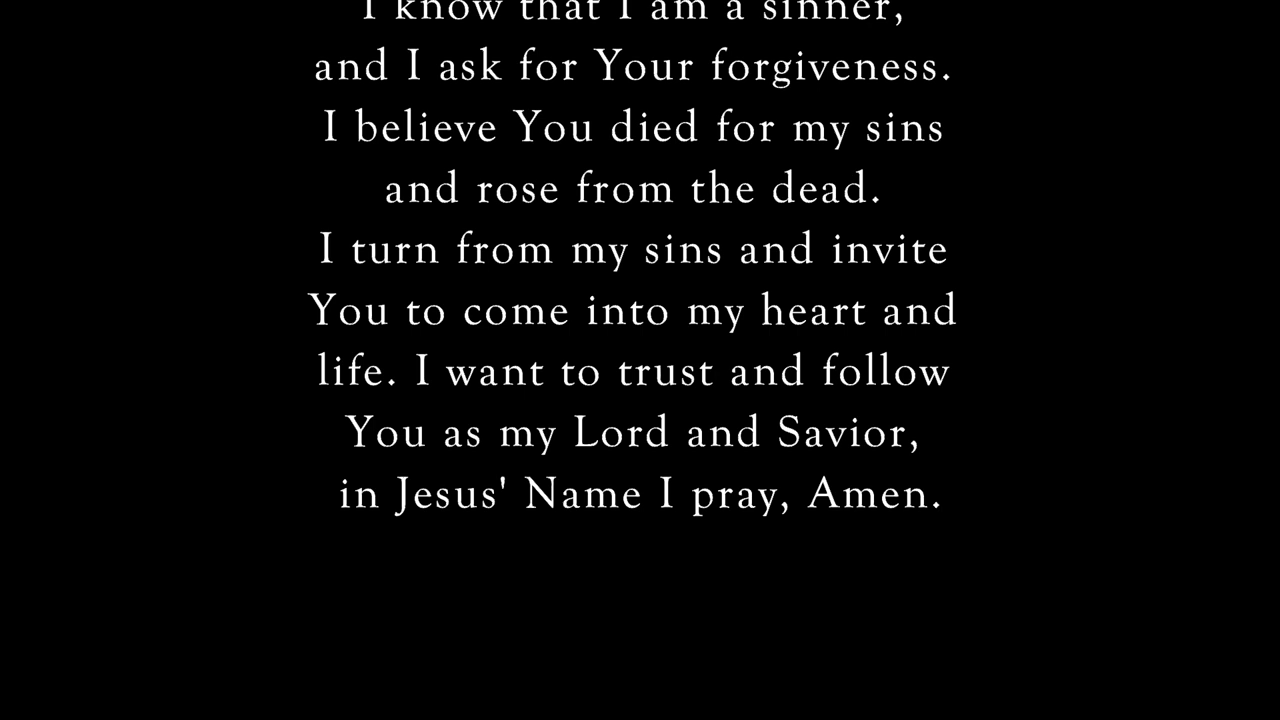 I know that I am a sinner,
and I ask for Your forgiveness.
I believe You died for my sins
and rose from the dead.
I turn from my sins and invite
You to come into my heart and
life. I want to trust and follow
You as my Lord and Savior,
in Jesus' Name I pray, Amen.